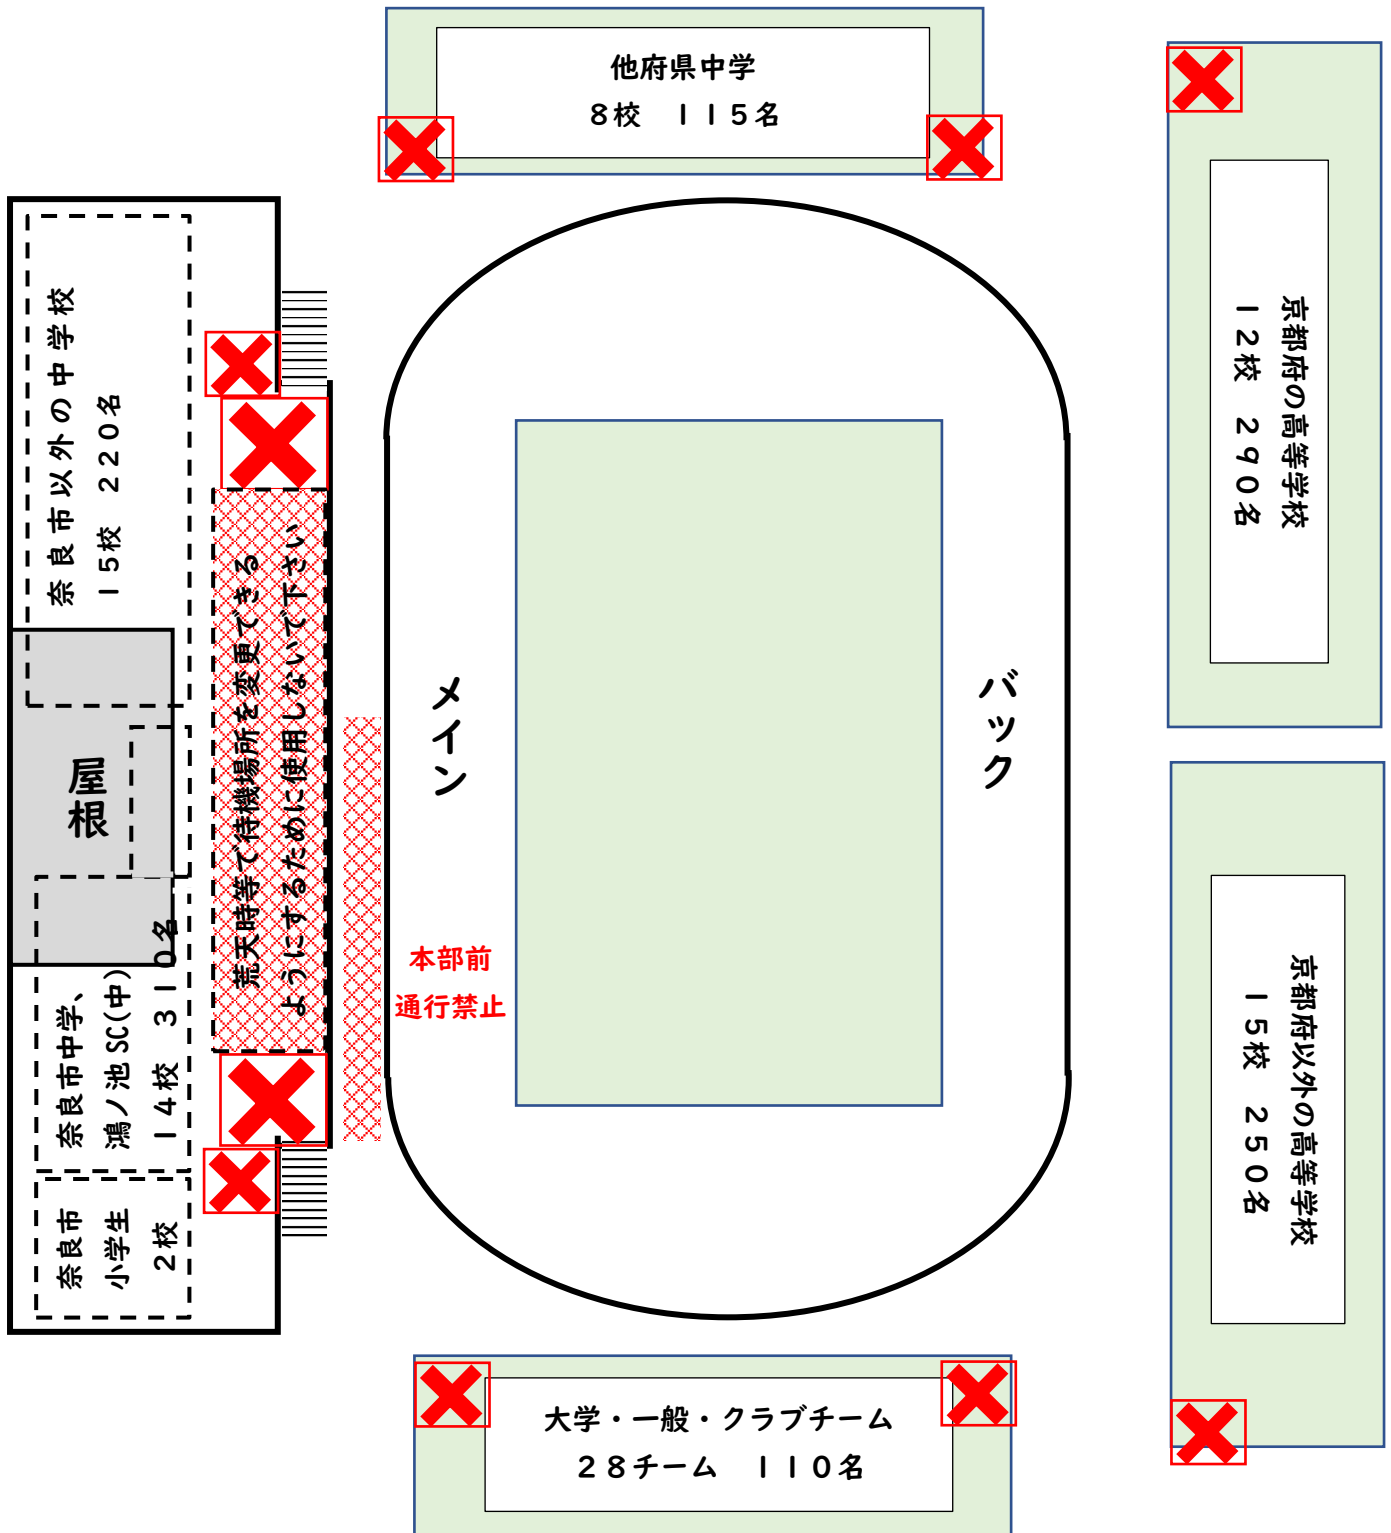 他府県中学
８校　１１５名
京都府の高等学校
１２校　２９０名
奈良市以外の中学校
１５校 ２２０名
荒天時等で待機場所を変更できる
ようにするために使用しないで下さい
屋根
メイン
バック
本部前
通行禁止
奈良市中学、
鴻ノ池SC(中)
１４校 ３１０名
奈良市
小学生
２校
京都府以外の高等学校
１５校　２５０名
大学・一般・クラブチーム
２８チーム　１１０名